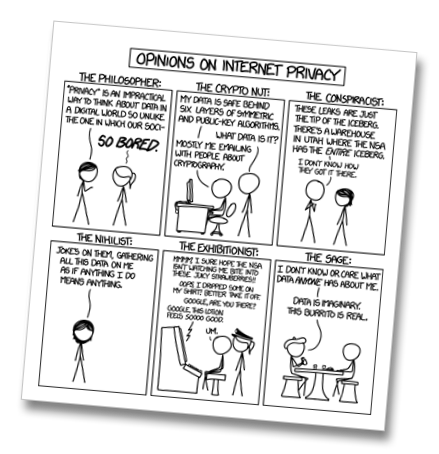 OPINIONS ON INTERNET PRIVACY
THE PHILOSOPHER:
"PRIVACY" IS AN IMPRACTICAL
WAY TO THINK ABOUT DATA IN
A DIGITAL WORLD SO UNLIKE
THE ONE IN WHICH OUR SOCI-
SO BORED.
THE CRYPTO NUT:
MY DATA IS SAFE BEHIND
SIX LAYERS OF SYMMETRIC
AND PUBLIC-KEY ALGORITHMS.
WHAT DATA IS IT?
MOSTLY ME EMAILING
WITH PEOPLE ABOUT
CRYPTOGRAPHY.
THE CONSPIRACIST:
THESE LEAKS ARE JUST
THE TIP OF THE ICEBERG.
THERE'S A WAREHOUSE
IN UTAH WHERE THE NSA
HAS THE ENTIRE ICEBERG.
I DON'T KNOW HOW
THEY GOT IT THERE.
THE NIHILIST:
JOKE'S ON THEM, GATHERING
ALL THIS DATA ON ME
AS IF ANYTHING I DO
MEANS ANYTHING.
THE EXHIBITIONIST:
MMMM, I SURE HOPE THE NSA
ISN'T WATCHING ME BITE INTO
THESE JUICY STRAWBERRIES!!
OOPS, I DRIPPED SOME ON
MY SHIRT! BETTER TAKE IT OFF.
GOOGLE, ARE YOU THERE?
GOOGLE, THIS LOTION
FEELS SOOOO GOOD.
UM.
THE SAGE:
I DON'T KNOW OR CARE WHAT
DATA ANYONE HAS ABOUT ME.
DATA IS IMAGINARY.
THIS BURRITO IS REAL.